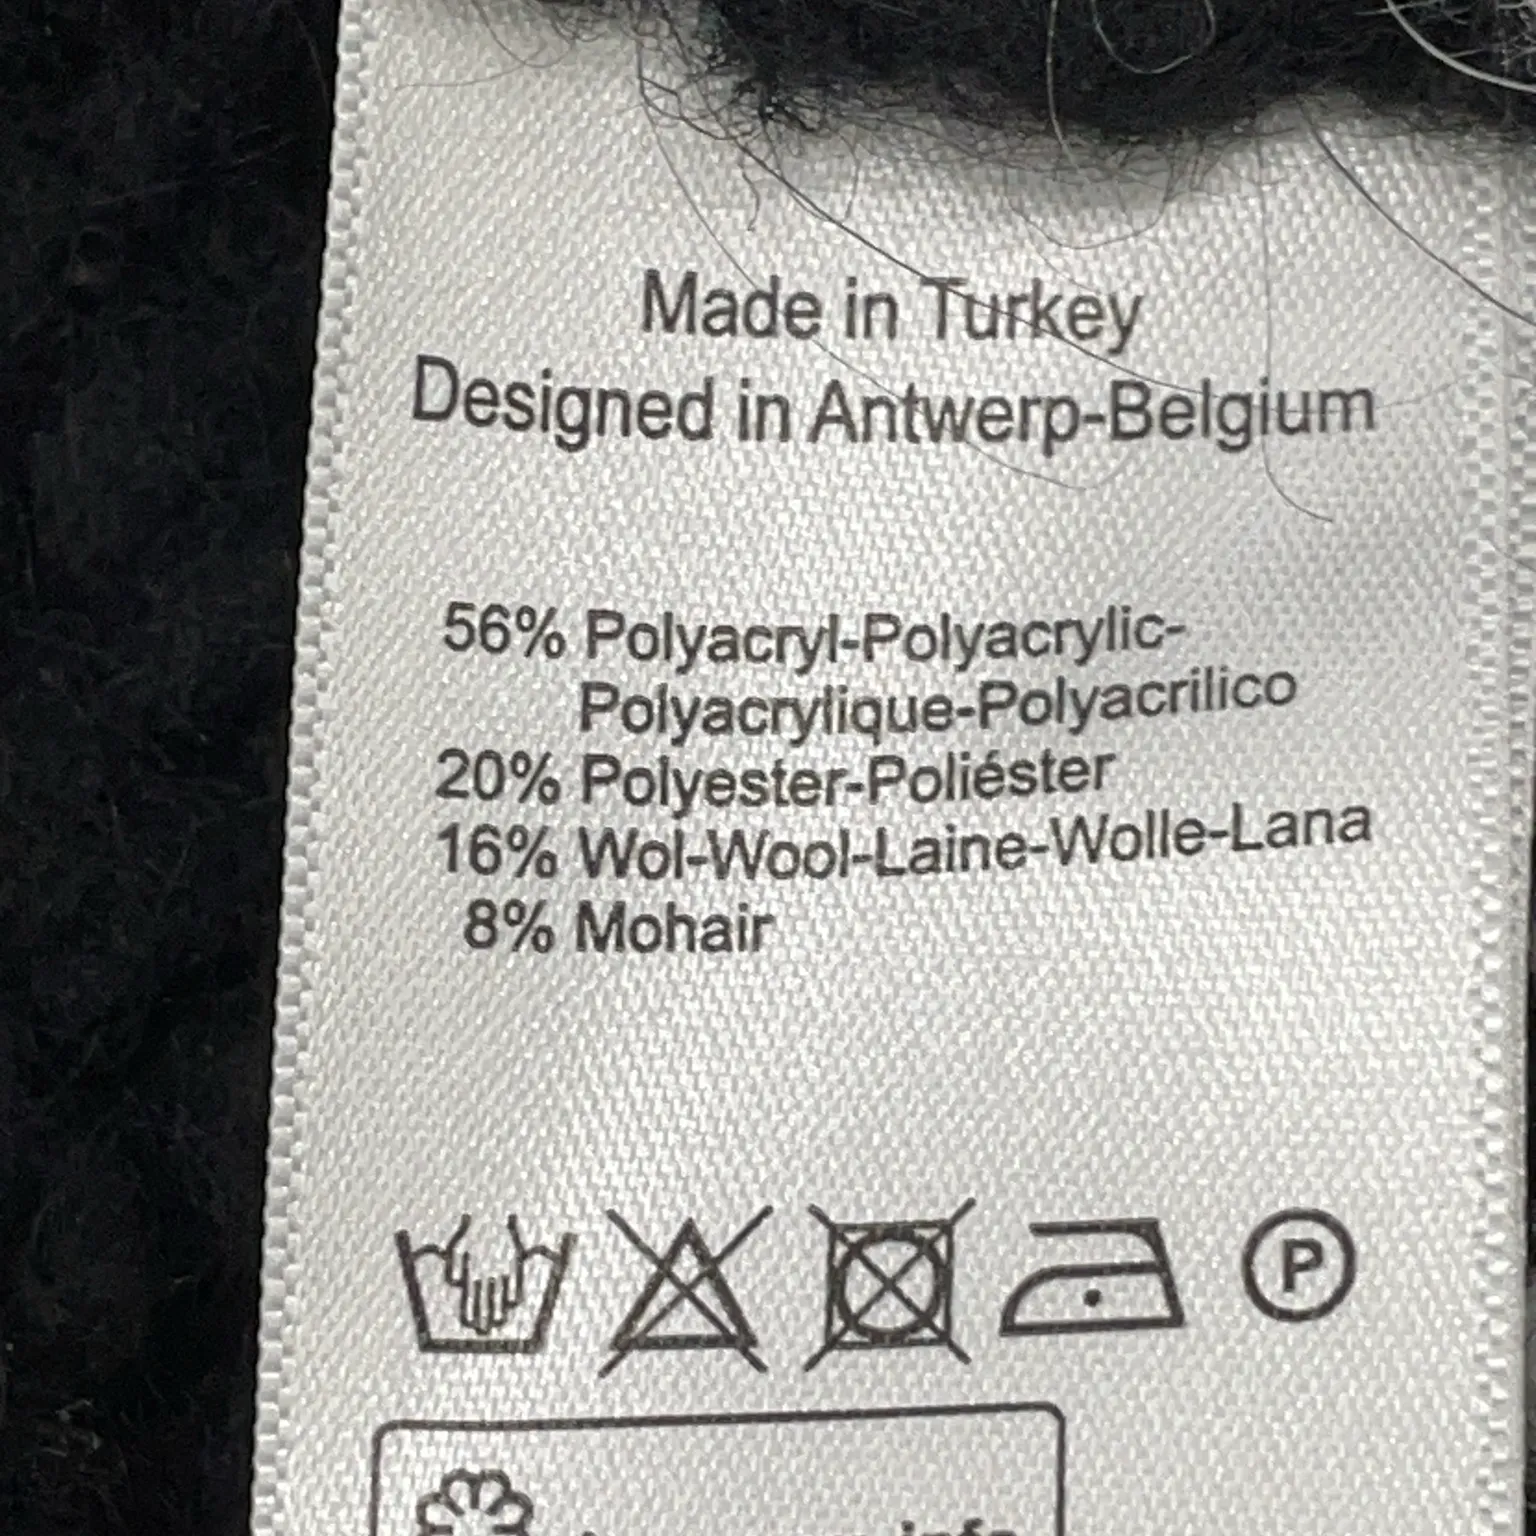 Made in Turkey
Designed in Antwerp-Belgium
56% Polyacryl-Polyacrylic-
Polyacrylique-Polyacrilico
20% Polyester-Poliéster
16% Wol-Wool-Laine-Wolle-Lana
8% Mohair
P